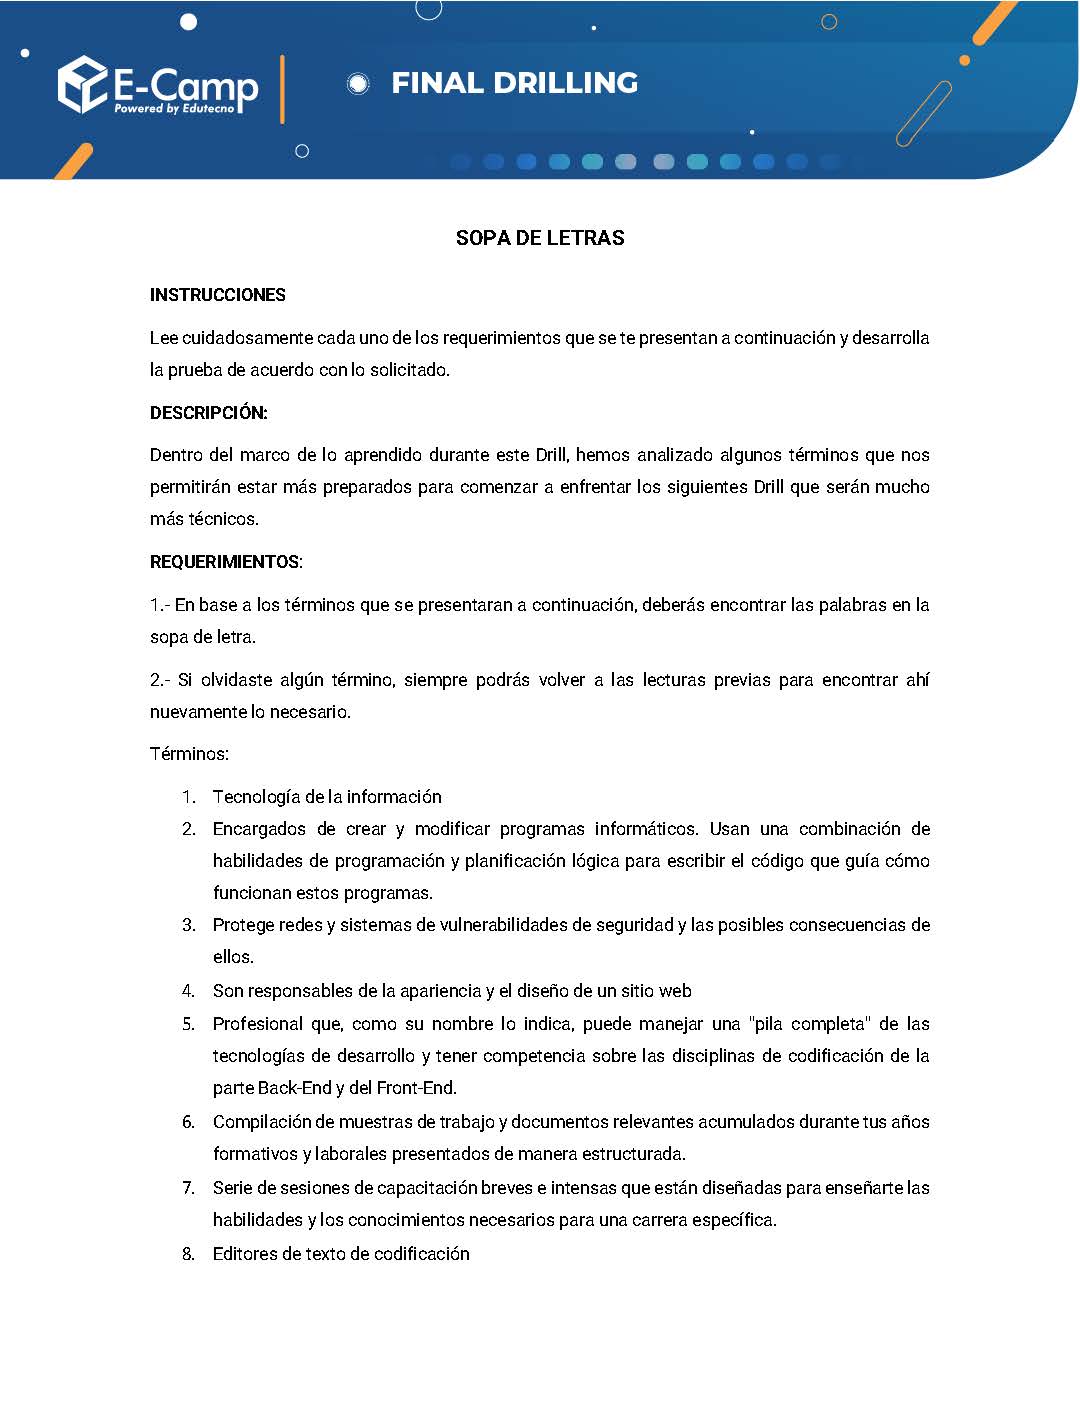 E-Camp
Powered by Edutecno
FINAL DRILLING
SOPA DE LETRAS
INSTRUCCIONES
Lee cuidadosamente cada uno de los requerimientos que se te presentan a continuación y desarrolla
la prueba de acuerdo con lo solicitado.
DESCRIPCIÓN:
Dentro del marco de lo aprendido durante este Drill, hemos analizado algunos términos que nos
permitirán estar más preparados para comenzar a enfrentar los siguientes Drill que serán mucho
más técnicos.
REQUERIMIENTOS:
1.- En base a los términos que se presentaran a continuación, deberás encontrar las palabras en la
sopa de letra.
2.- Si olvidaste algún término, siempre podrás volver a las lecturas previas para encontrar ahí
nuevamente lo necesario.
Términos:
1. Tecnología de la información
2. Encargados de crear y modificar programas informáticos. Usan una combinación de
habilidades de programación y planificación lógica para escribir el código que guía cómo
funcionan estos programas.
3. Protege redes y sistemas de vulnerabilidades de seguridad y las posibles consecuencias de
ellos.
4. Son responsables de la apariencia y el diseño de un sitio web
5. Profesional que, como su nombre lo indica, puede manejar una "pila completa" de las
tecnologías de desarrollo y tener competencia sobre las disciplinas de codificación de la
parte Back-End y del Front-End.
6. Compilación de muestras de trabajo y documentos relevantes acumulados durante tus años
formativos y laborales presentados de manera estructurada.
7. Serie de sesiones de capacitación breves e intensas que están diseñadas para enseñarte las
habilidades y los conocimientos necesarios para una carrera específica.
8. Editores de texto de codificación